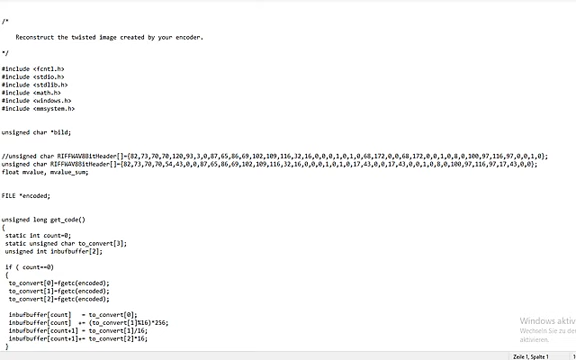 /*
Reconstruct the twisted image created by your encoder.
*/
#include <fcntl.h>
#include <stdio.h>
#include <stdlib.h>
#include <math.h>
#include <windows.h>
#include <mmsystem.h>
unsigned char *bild;
//unsigned char RIFFWAV8BitHeader[]={82,73,70,70,120,93,3,0,87,65,86,69,102,109,116,32,16,0,0,0,1,0,1,0,68,172,0,0,68,172,0,0,1,0,8,0,100,97,116,97,0,0,1,0};
unsigned char RIFFWAV8BitHeader[]={82,73,70,70,54,43,0,0,87,65,86,69,102,109,116,32,16,0,0,0,1,0,1,0,17,43,0,0,17,43,0,0,1,0,8,0,100,97,116,97,17,43,0,0};
float mvalue, mvalue_sum;
FILE *encoded;
unsigned long get_code()
{
static int count=0;
static unsigned char to_convert[3];
unsigned int inbufbuffer[2];
if ( count==0)
{
to_convert[0]=fgetc(encoded);
to_convert[1]=fgetc(encoded);
to_convert[2]=fgetc(encoded);
inbufbuffer[count] = to_convert[0];
inbufbuffer[count] += (to_convert[1]%16)*256;
inbufbuffer[count+1] = to_convert[1]/16;
inbufbuffer[count+1]+= to_convert[2]*16;
}
Windows aktiv
Wechseln Sie zu de
aktivieren.
Zeile 1, Spalte 1